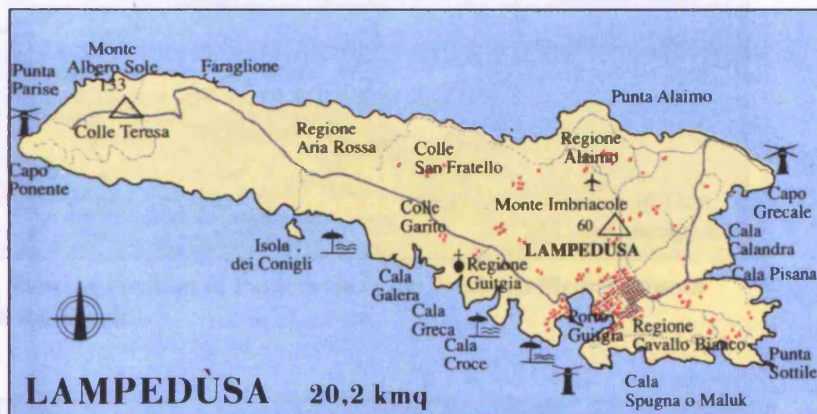 Monte
Albero Sole
133
Faraglione
Punta
Parise
Colle Teresa
Capo
Ponente
Regione
Aria Rossa
Colle
San Fratello
Punta Alaimo
Regione
Alaimo
Monte Imbriacole
60
Capo
Grecale
Colle
Garito
LAMPEDUSA
Cala
Calandra
Isola
dei Conigli
Regione
Guitgia
Cala Pisana
Cala
Galera
Cala
Greca
Cala
Croce
Porto
Guitgia
Regione
Cavallo Bianco
Punta
Sottile
Cala
Spugna o Maluk
LAMPEDÙSA 20,2 kmq